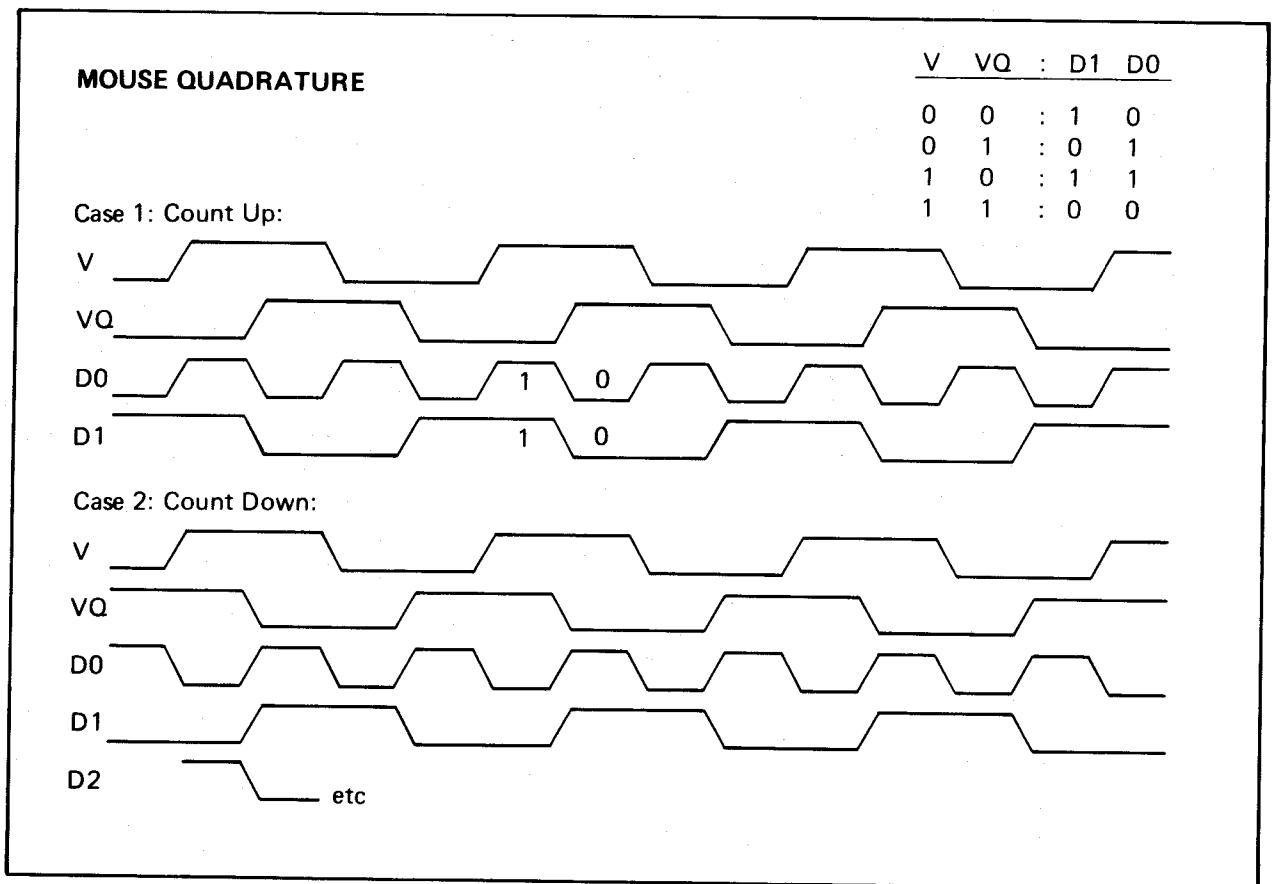 MOUSE QUADRATURE
V VQ : D1 D0
0 0 : 1 0
0 1 : 0 1
1 0 : 1 1
1 1 : 0 0
Case 1: Count Up:
V
VQ
D0 1 0
D1 1 0
Case 2: Count Down:
V
VQ
D0
D1
D2 etc